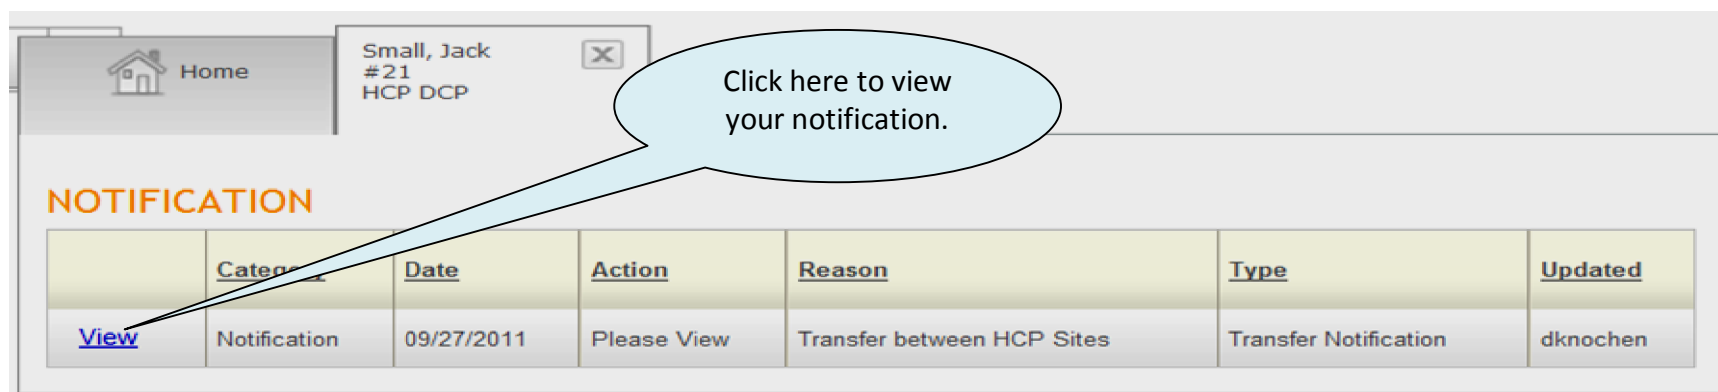 Home
Small, Jack
#21
HCP DCP
Click here to view
your notification.
NOTIFICATION
Category Date Action Reason Type Updated
View Notification 09/27/2011 Please View Transfer between HCP Sites Transfer Notification dknochen